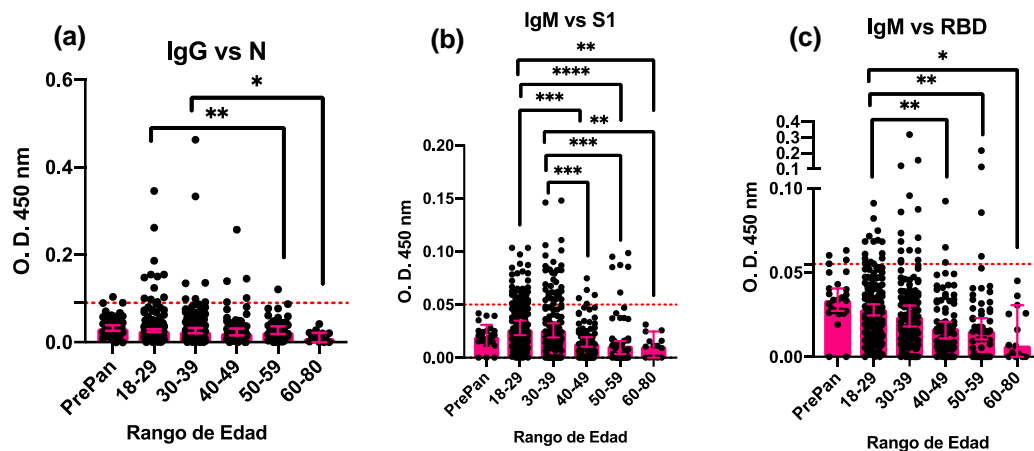 (a)
IgG vs N
O. D. 450 nm
0.6
0.4
0.2
0.0
*
**
PrePan
18-29
30-39
40-49
50-59
60-80
Rango de Edad
(b)
IgM vs S1
O. D. 450 nm
0.20
0.15
0.10
0.05
0.00
**
****
***
**
***
***
PrePan
18-29
30-39
40-49
50-59
60-80
Rango de Edad
(c)
IgM vs RBD
O. D. 450 nm
0.4
0.3
0.2
0.1
0.10
0.05
0.00
*
**
**
PrePan
18-29
30-39
40-49
50-59
60-80
Rango de Edad